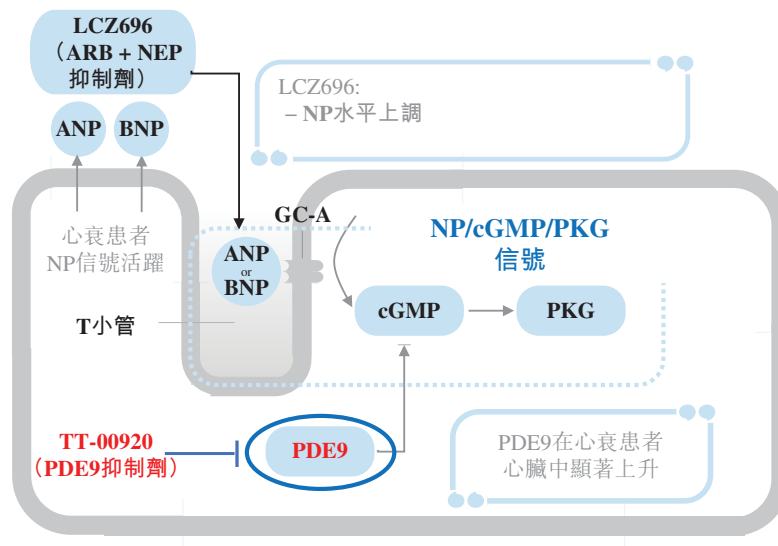 LCZ696
（ARB + NEP
抑制劑）
ANP
BNP
LCZ696:
– NP水平上調
心衰患者
NP信號活躍
GC-A
ANP
or
BNP
NP/cGMP/PKG
信號
cGMP
PKG
T小管
TT-00920
（PDE9抑制劑）
PDE9
PDE9在心衰患者
心臟中顯著上升